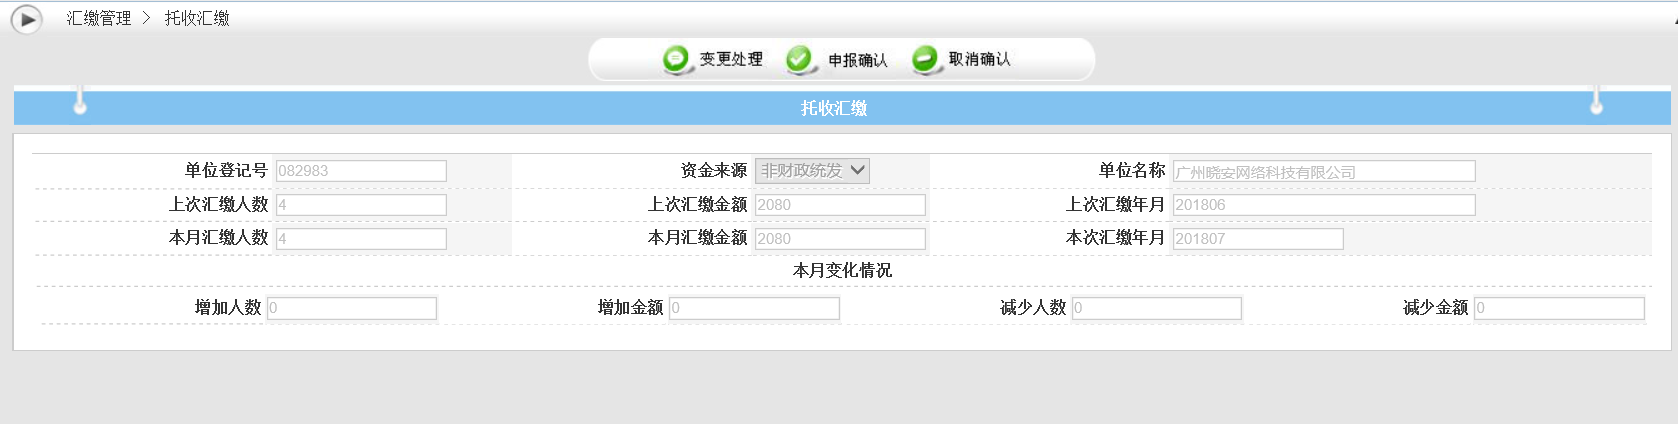 汇缴管理 > 托收汇缴
变更处理 申报确认 取消确认
托收汇缴
单位登记号 082983 资金来源 非财政统发 单位名称 广州晓安网络科技有限公司
上次汇缴人数 4 上次汇缴金额 2080 上次汇缴年月 201806
本月汇缴人数 4 本月汇缴金额 2080 本次汇缴年月 201807
本月变化情况
增加人数 0 增加金额 0 减少人数 0 减少金额 0